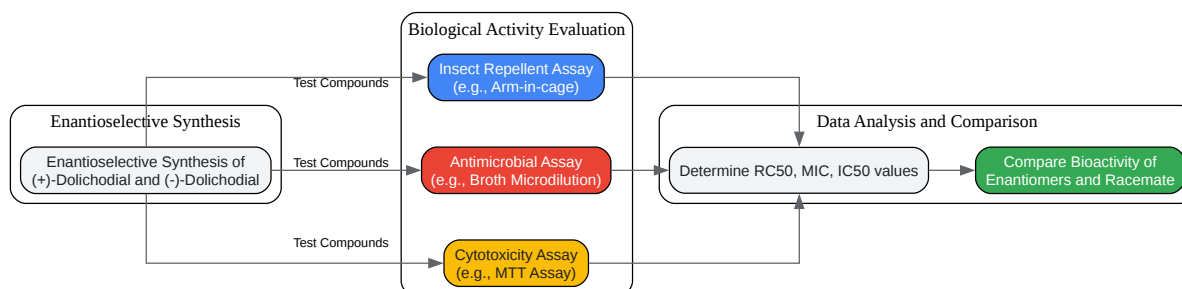 Biological Activity Evaluation
Insect Repellent Assay
(e.g., Arm-in-cage)
Test Compounds
Enantioselective Synthesis
Data Analysis and Comparison
Enantioselective Synthesis of
(+)-Dolichodial and (-)-Dolichodial
Test Compounds
Antimicrobial Assay
(e.g., Broth Microdilution)
Determine RC50, MIC, IC50 values
Compare Bioactivity of
Enantiomers and Racemate
Test Compounds
Cytotoxicity Assay
(e.g., MTT Assay)